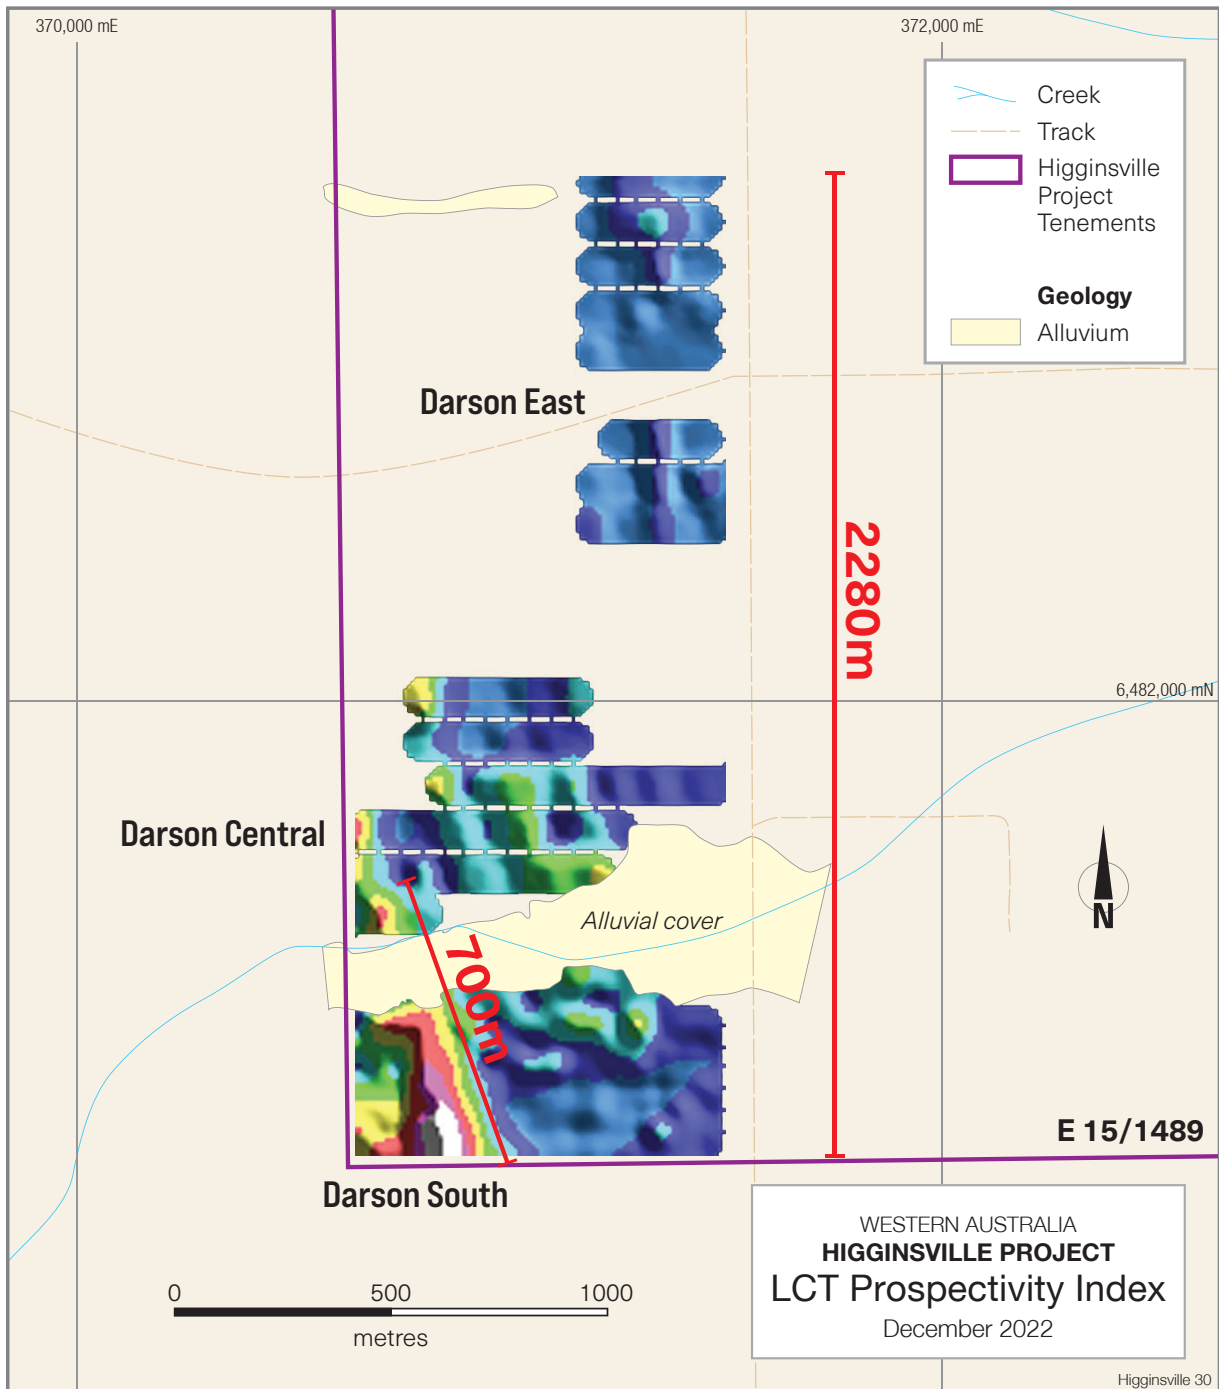 370,000 mE
372,000 mE
Creek
Track
Higginsville
Project
Tenements
Geology
Alluvium
Darson East
2280m
6,482,000 mN
Darson Central
Alluvial cover
N
700m
E 15/1489
Darson South
WESTERN AUSTRALIA
HIGGINSVILLE PROJECT
LCT Prospectivity Index
December 2022
0 500 1000
metres
Higginsville 30